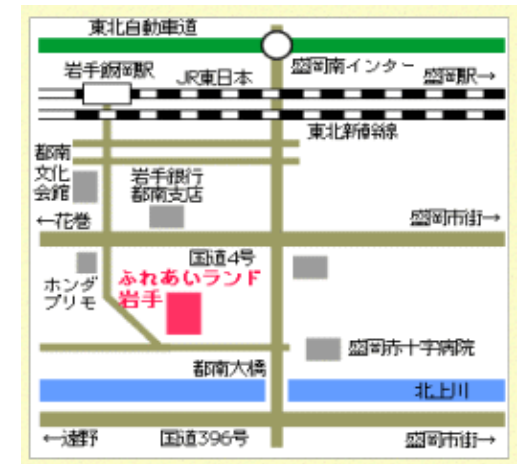 東北自動車道
岩手飯岡駅
JR東日本
盛岡南インター
盛岡駅→
東北新幹線
都南
文化
会館
岩手銀行
都南支店
←花巻
盛岡市街→
国道4号
ホンダ
プリモ
ふれあいランド
岩手
盛岡赤十字病院
都南大橋
北上川
←遠野
国道396号
盛岡市街→